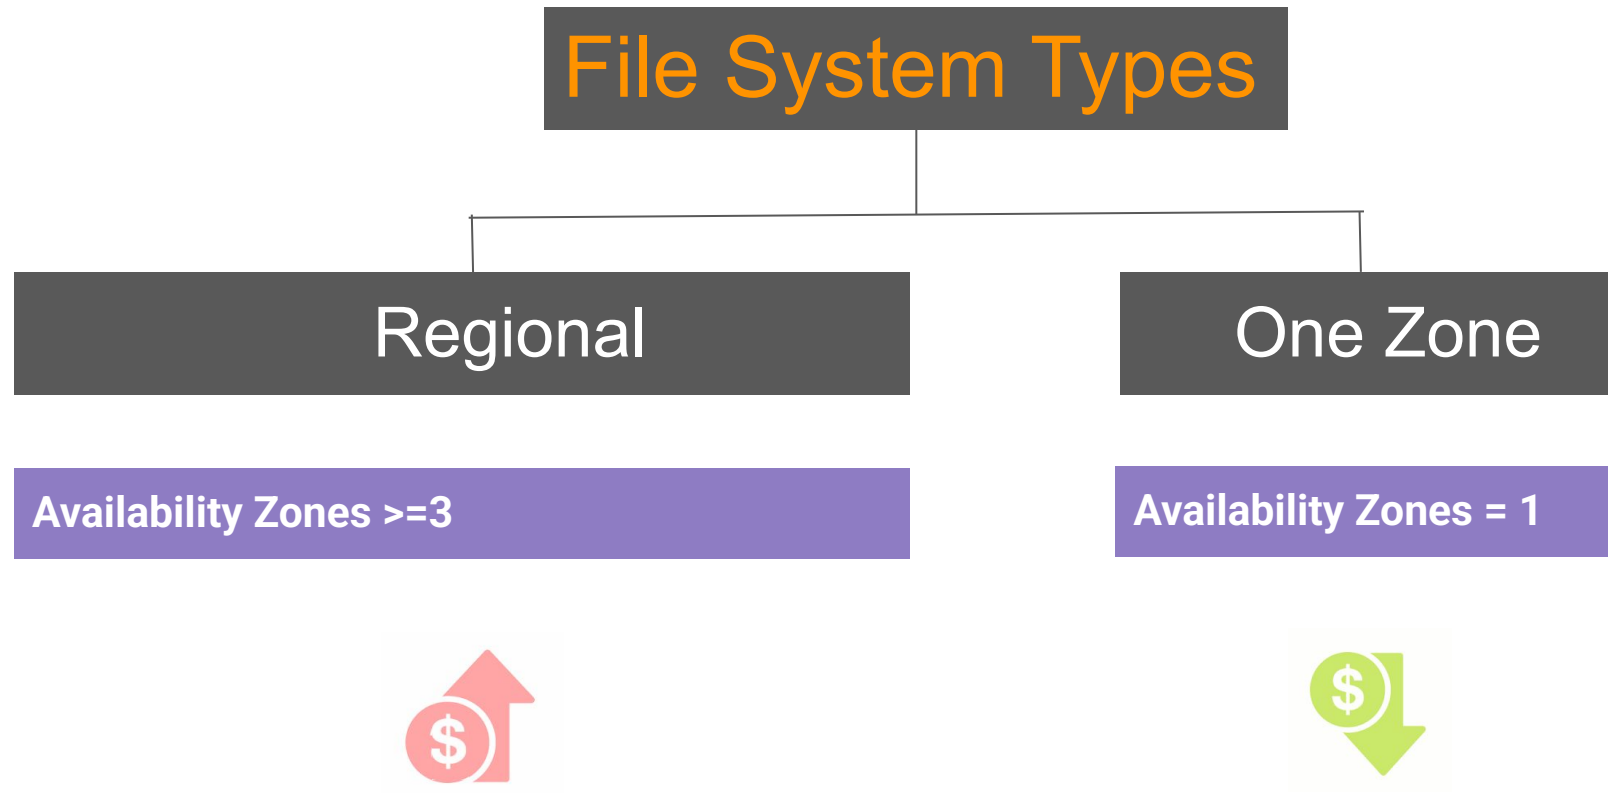 File System Types
Regional
One Zone
Availability Zones >=3
Availability Zones = 1
$
$